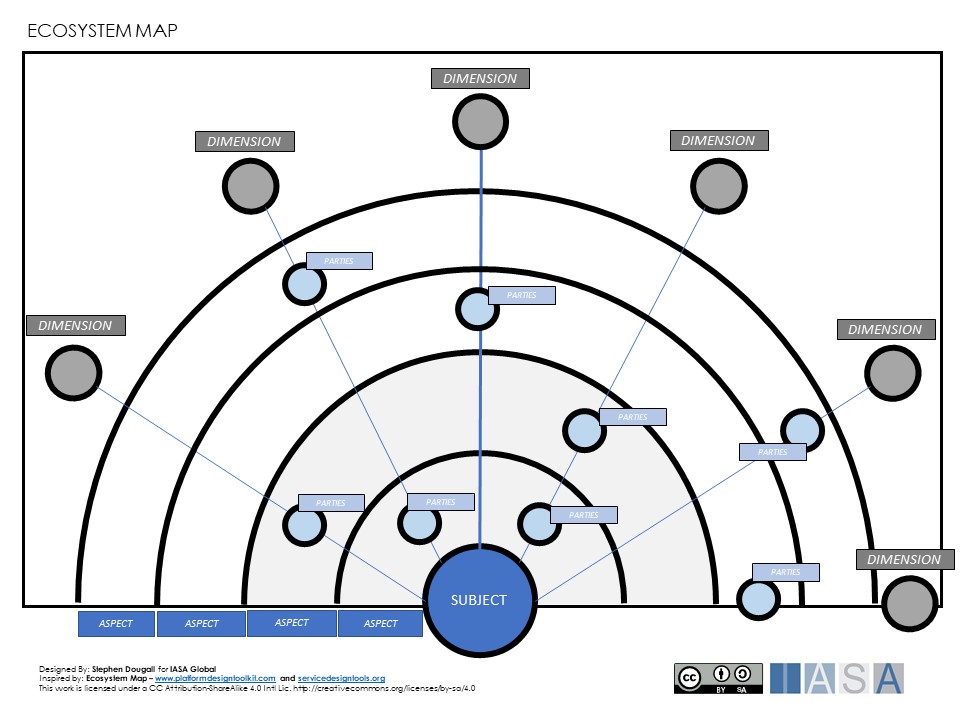 ECOSYSTEM MAP
DIMENSION
DIMENSION
DIMENSION
PARTIES
PARTIES
DIMENSION
DIMENSION
PARTIES
PARTIES
PARTIES
PARTIES
PARTIES
DIMENSION
PARTIES
SUBJECT
ASPECT
ASPECT
ASPECT
ASPECT
Designed By: Stephen Dougall for IASA Global
Inspired by: Ecosystem Map – www.platformdesigntoolkit.com and servicedesigntools.org
This work is licensed under a CC Attribution-ShareAlike 4.0 Intl Lic. http://creativecommons.org/licenses/by-sa/4.0
cc
BY SA
IASA